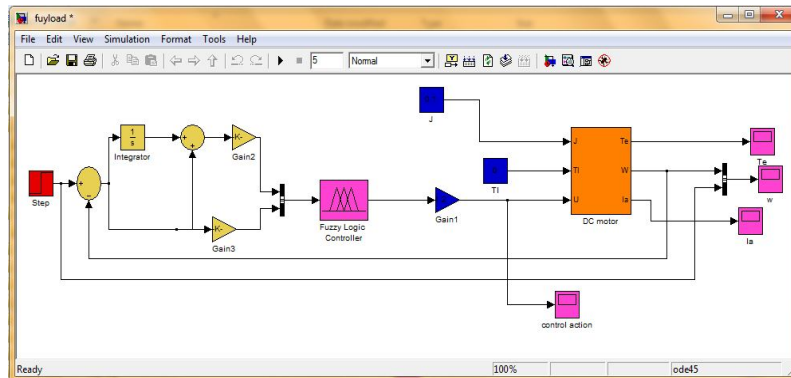 fuyload *
File Edit View Simulation Format Tools Help
5 Normal
J
J Te
Te
1
s
Integrator
Gain2
Tl
Tl W
w
Step
K-
K-
Gain3
Fuzzy Logic
Controller
Gain1
U Ia
DC motor
Ia
control action
Ready 100% ode45